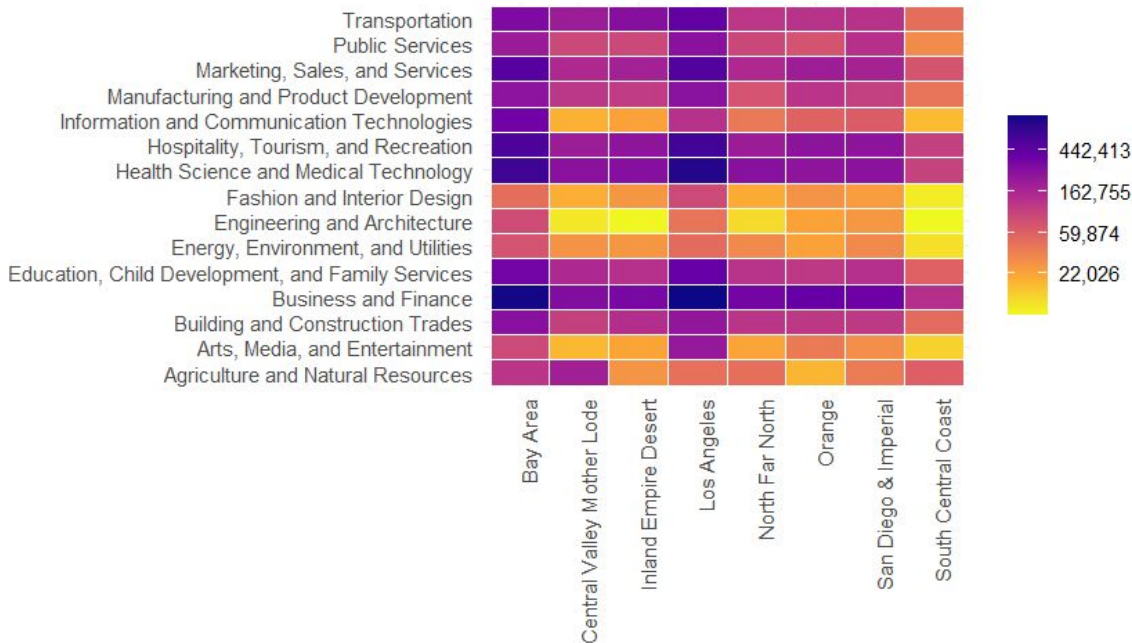 Transportation
Public Services
Marketing, Sales, and Services
Manufacturing and Product Development
Information and Communication Technologies
Hospitality, Tourism, and Recreation
Health Science and Medical Technology
Fashion and Interior Design
Engineering and Architecture
Energy, Environment, and Utilities
Education, Child Development, and Family Services
Business and Finance
Building and Construction Trades
Arts, Media, and Entertainment
Agriculture and Natural Resources
442,413
162,755
59,874
22,026
Bay Area
Central Valley Mother Lode
Inland Empire Desert
Los Angeles
North Far North
Orange
San Diego & Imperial
South Central Coast